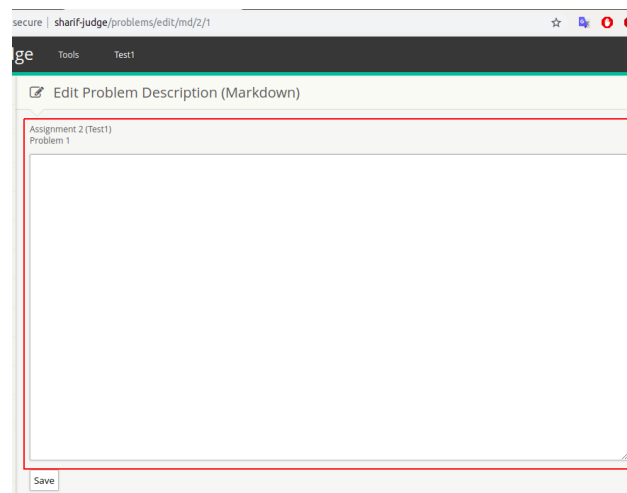 secure | sharif-judge/problems/edit/md/2/1
ge Tools Test1
Edit Problem Description (Markdown)
Assignment 2 (Test1)
Problem 1
Save